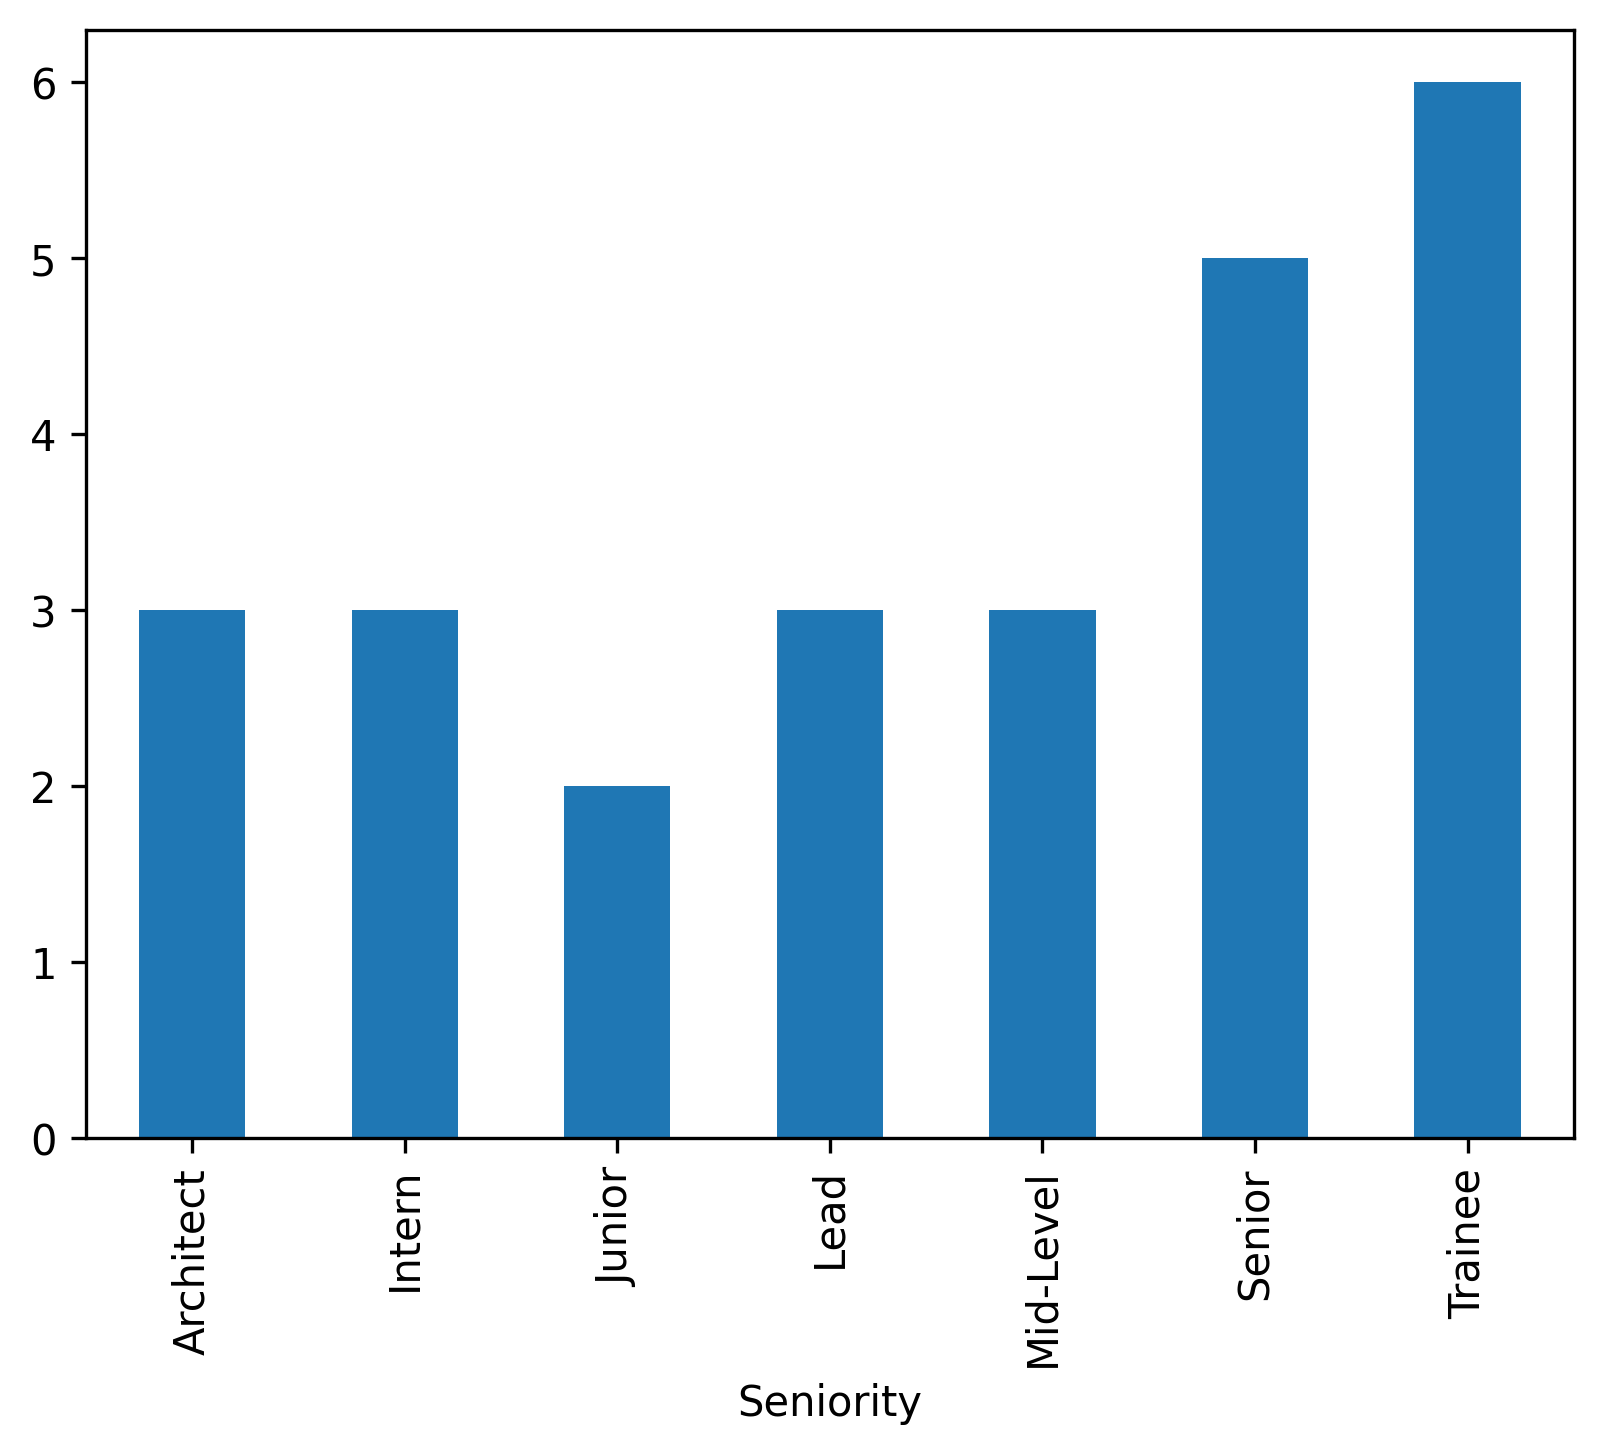 6
5
4
3
2
1
0
Architect
Intern
Junior
Lead
Mid-Level
Senior
Trainee
Seniority